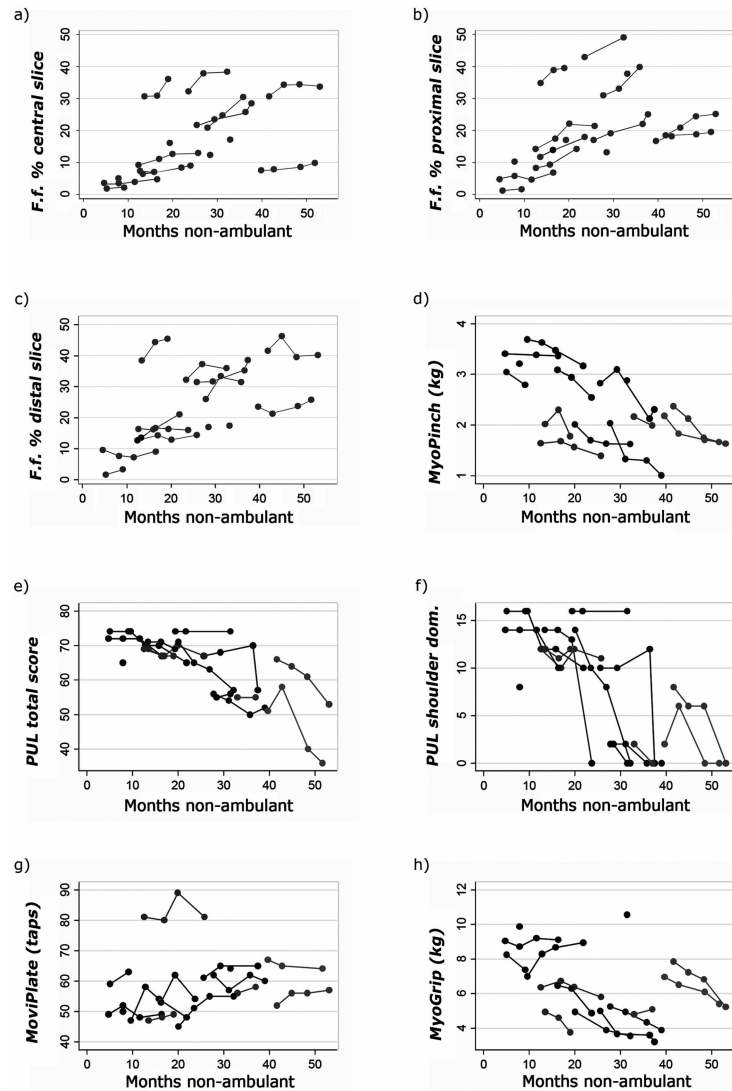 a)
F.f. % central slice
50
40
30
20
10
0
0 10 20 30 40 50
Months non-ambulant
b)
F.f. % proximal slice
50
40
30
20
10
0
0 10 20 30 40 50
Months non-ambulant
c)
F.f. % distal slice
50
40
30
20
10
0
0 10 20 30 40 50
Months non-ambulant
d)
MyoPinch (kg)
4
3
2
1
0 10 20 30 40 50
Months non-ambulant
e)
PUL total score
80
70
60
50
40
0 10 20 30 40 50
Months non-ambulant
f)
PUL shoulder dom.
15
10
5
0
0 10 20 30 40 50
Months non-ambulant
g)
MoviPlate (taps)
90
80
70
60
50
40
0 10 20 30 40 50
Months non-ambulant
h)
MyoGrip (kg)
12
10
8
6
4
0 10 20 30 40 50
Months non-ambulant